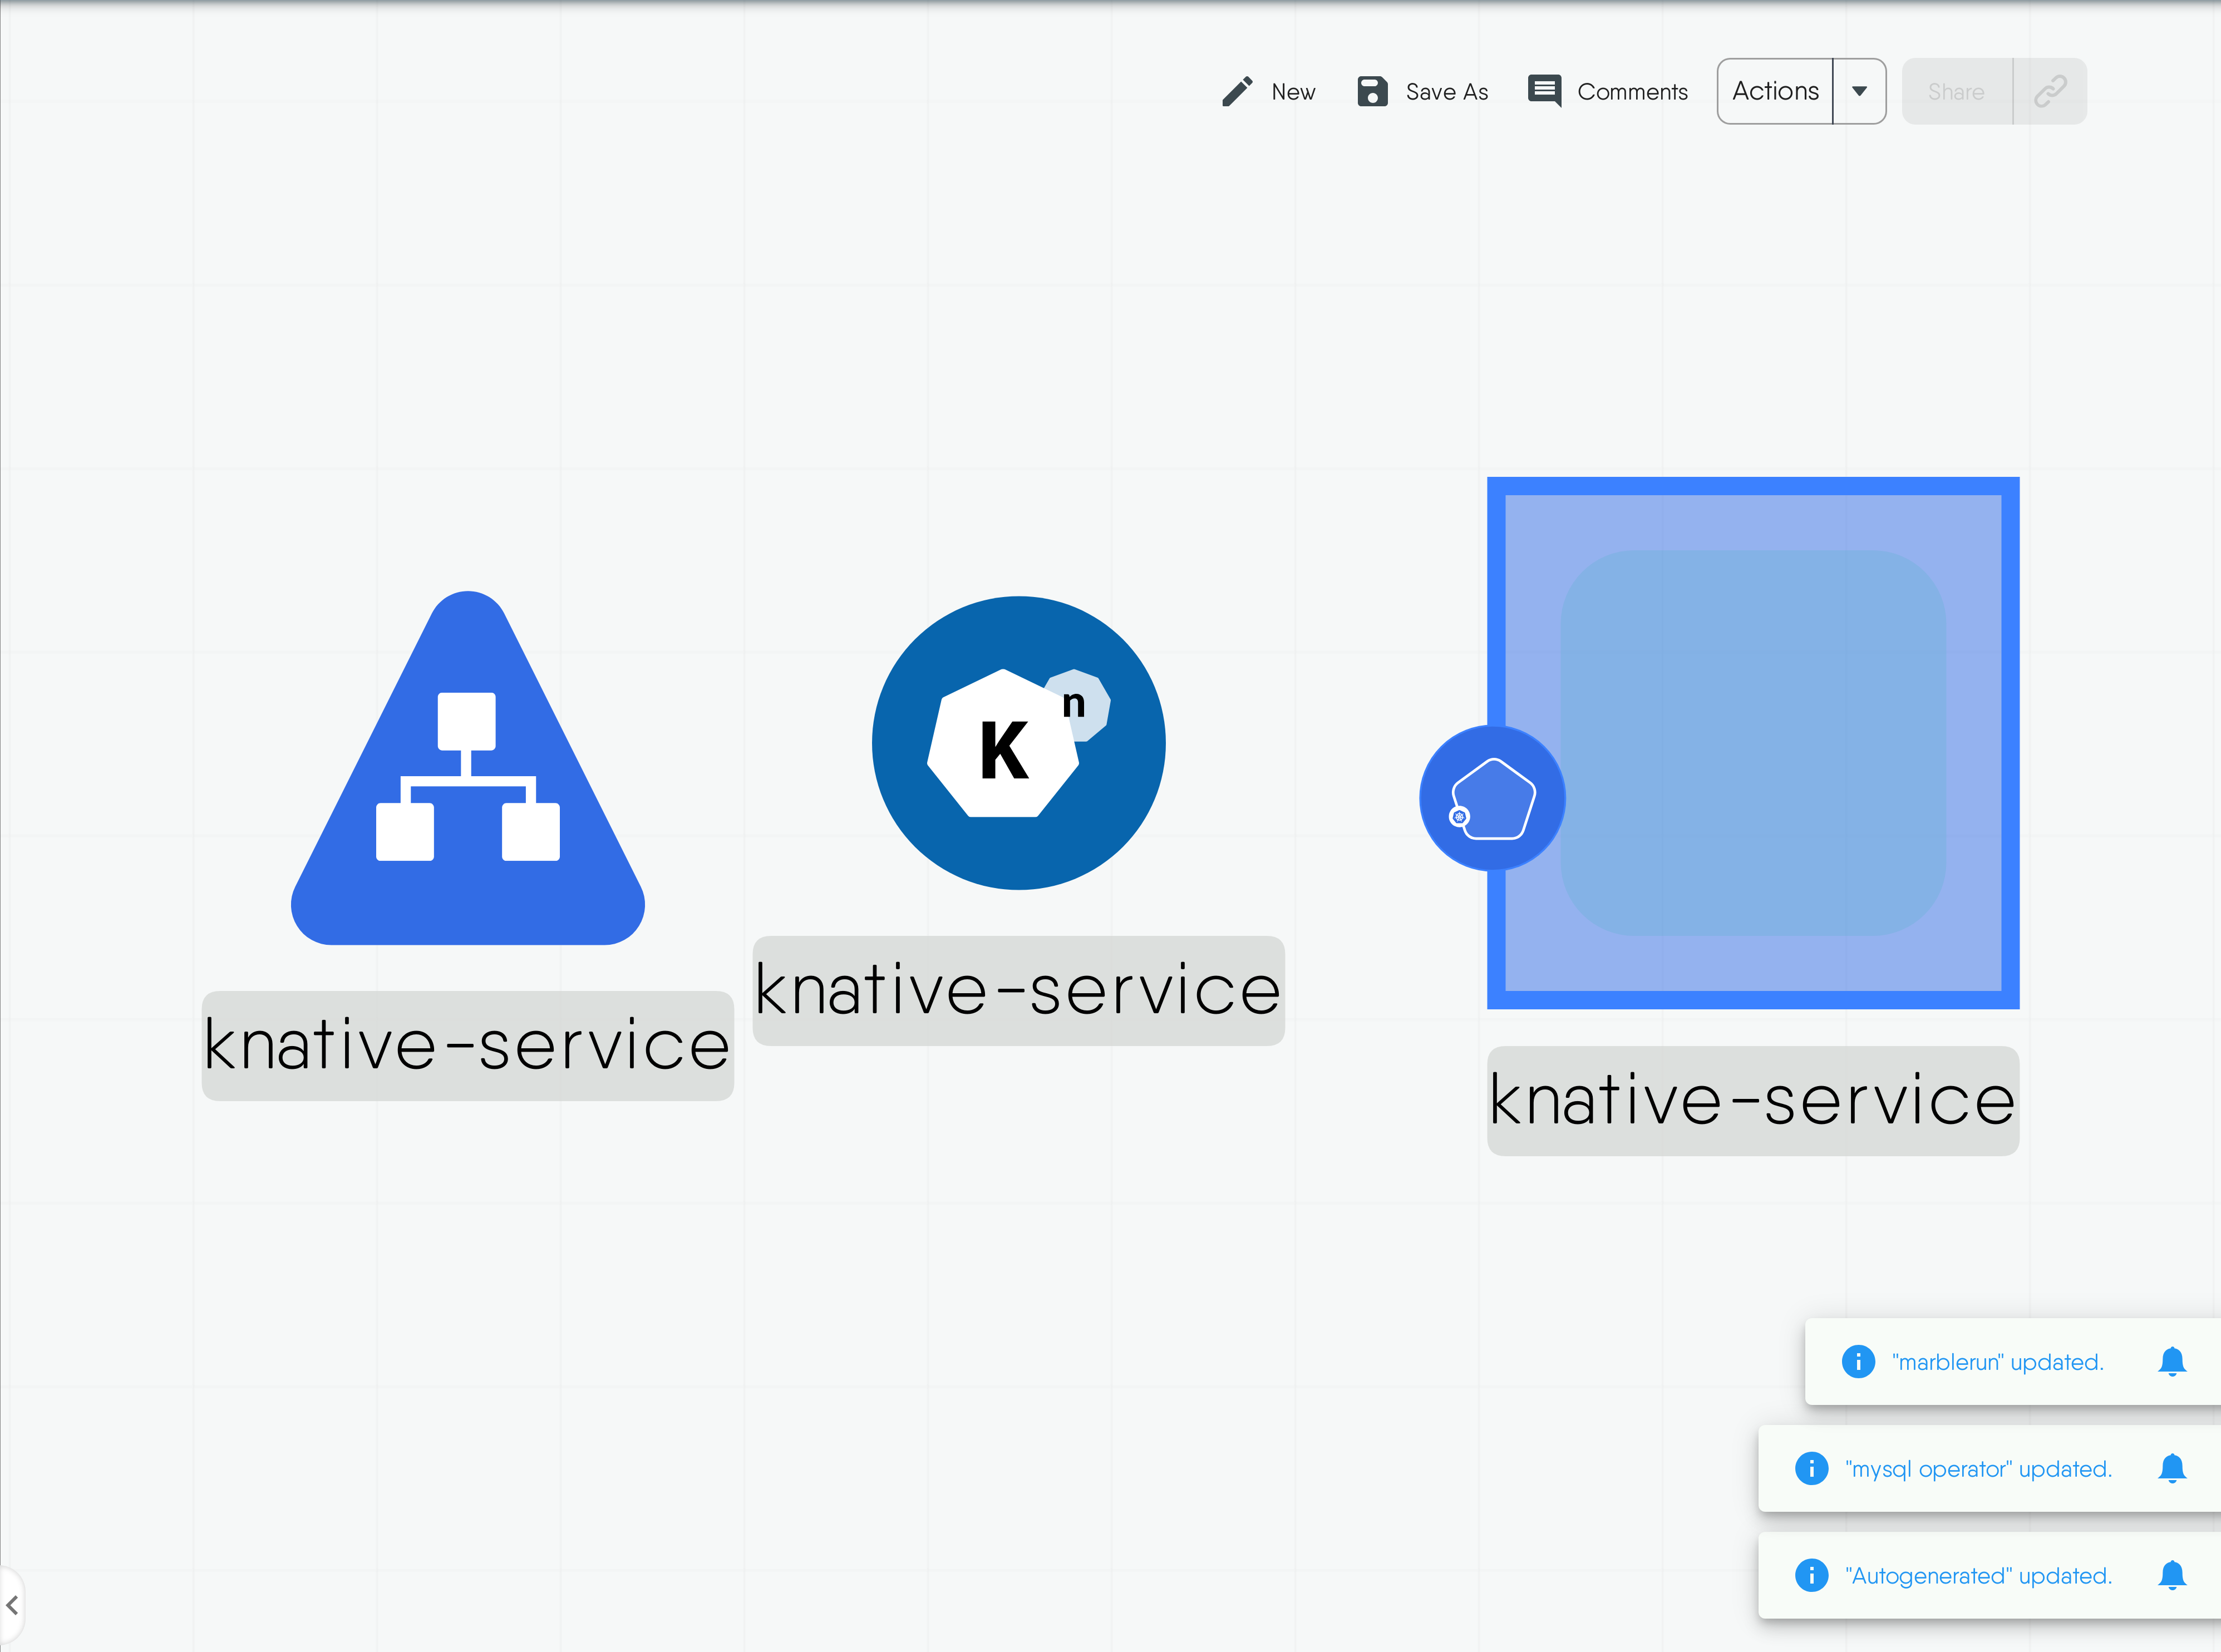 New
Save As
Comments
Actions
Share
K
n
knative-service
knative-service
knative-service
"marblerun" updated.
"mysql operator" updated.
"Autogenerated" updated.